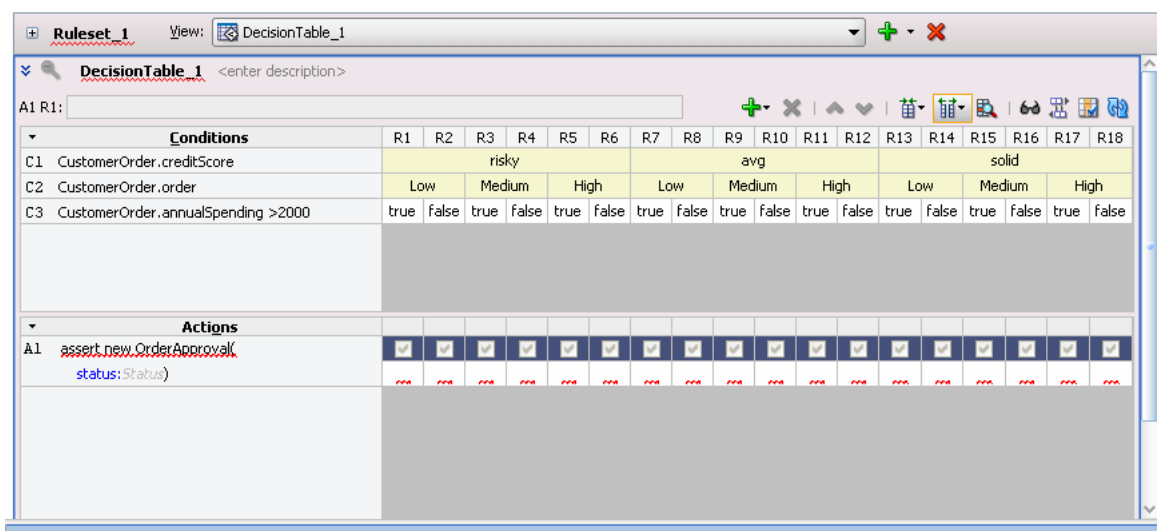 Ruleset_1 View: DecisionTable_1
DecisionTable_1 <enter description>
A1 R1:
Conditions R1 R2 R3 R4 R5 R6 R7 R8 R9 R10 R11 R12 R13 R14 R15 R16 R17 R18
C1 CustomerOrder.creditScore risky avg solid
C2 CustomerOrder.order Low Medium High Low Medium High Low Medium High
C3 CustomerOrder.annualSpending >2000 true false true false true false true false true false true false true false true false true false
Actions
A1 assert new OrderApproval(
status:Status)